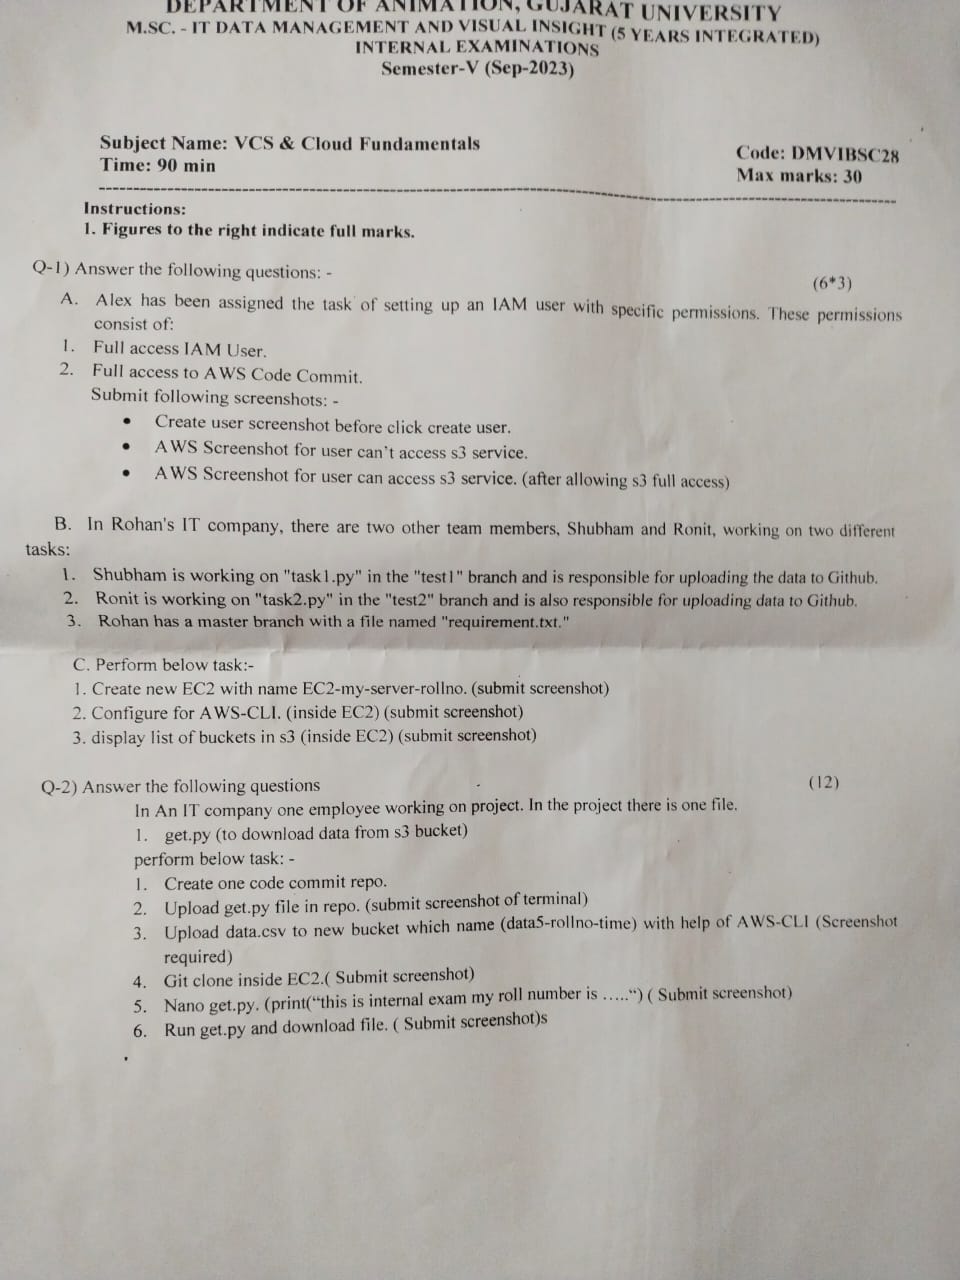 DEPARTMENT OF ANIMATION, GUJARAT UNIVERSITY
M.SC. - IT DATA MANAGEMENT AND VISUAL INSIGHT (5 YEARS INTEGRATED)
INTERNAL EXAMINATIONS
Semester-V (Sep-2023)
Subject Name: VCS & Cloud Fundamentals
Code: DMVIBSC28
Time: 90 min
Max marks: 30
Instructions:
1. Figures to the right indicate full marks.
Q-1) Answer the following questions: -
(6*3)
A. Alex has been assigned the task of setting up an IAM user with specific permissions. These permissions
consist of:
1. Full access IAM User.
2. Full access to AWS Code Commit.
Submit following screenshots: -
• Create user screenshot before click create user.
• AWS Screenshot for user can't access s3 service.
• AWS Screenshot for user can access s3 service. (after allowing s3 full access)
B. In Rohan's IT company, there are two other team members, Shubham and Ronit, working on two different
tasks:
1. Shubham is working on "task1.py" in the "test1" branch and is responsible for uploading the data to Github.
2. Ronit is working on "task2.py" in the "test2" branch and is also responsible for uploading data to Github.
3. Rohan has a master branch with a file named "requirement.txt."
C. Perform below task:-
1. Create new EC2 with name EC2-my-server-rollno. (submit screenshot)
2. Configure for AWS-CLI. (inside EC2) (submit screenshot)
3. display list of buckets in s3 (inside EC2) (submit screenshot)
Q-2) Answer the following questions
(12)
In An IT company one employee working on project. In the project there is one file.
1. get.py (to download data from s3 bucket)
perform below task: -
1. Create one code commit repo.
2. Upload get.py file in repo. (submit screenshot of terminal)
3. Upload data.csv to new bucket which name (data5-rollno-time) with help of AWS-CLI (Screenshot
required)
4. Git clone inside EC2.( Submit screenshot)
5. Nano get.py. (print(“this is internal exam my roll number is …..“) ( Submit screenshot)
6. Run get.py and download file. ( Submit screenshot)s